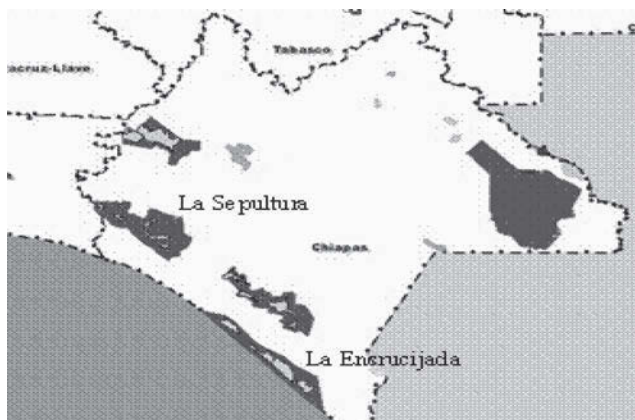 Tabasco
acruz-Llave
La Sepultura
Chiapas
La Encrucijada